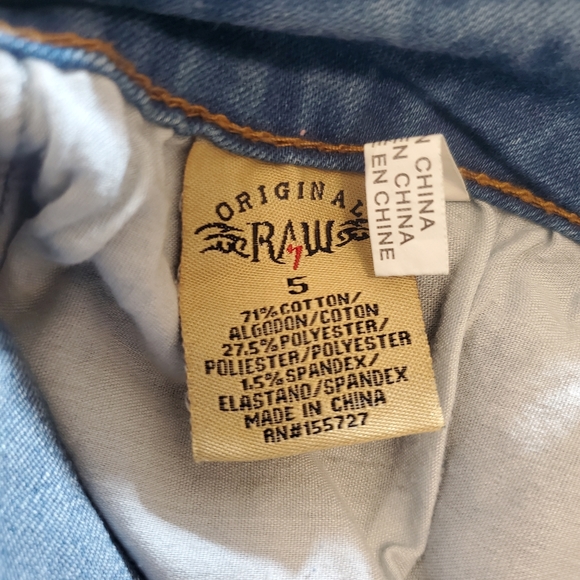 ORIGINAL
RAW
5
71% COTTON/
ALGODON/COTON
27.5% POLYESTER/
POLIESTER/POLYESTER
1.5% SPANDEX/
ELASTANO/SPANDEX
MADE IN CHINA
RN#155727
N CHINA
EN CHINA
E EN CHINE